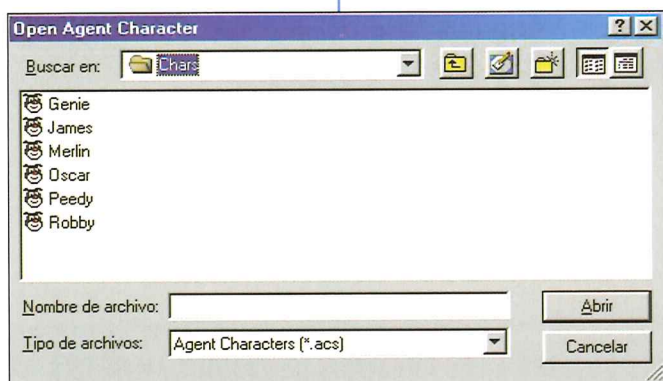 Open Agent Character
Buscar en: Chars
Genie
James
Merlin
Oscar
Peedy
Robby
Nombre de archivo: Abrir
Tipo de archivos: Agent Characters (*.acs) Cancelar